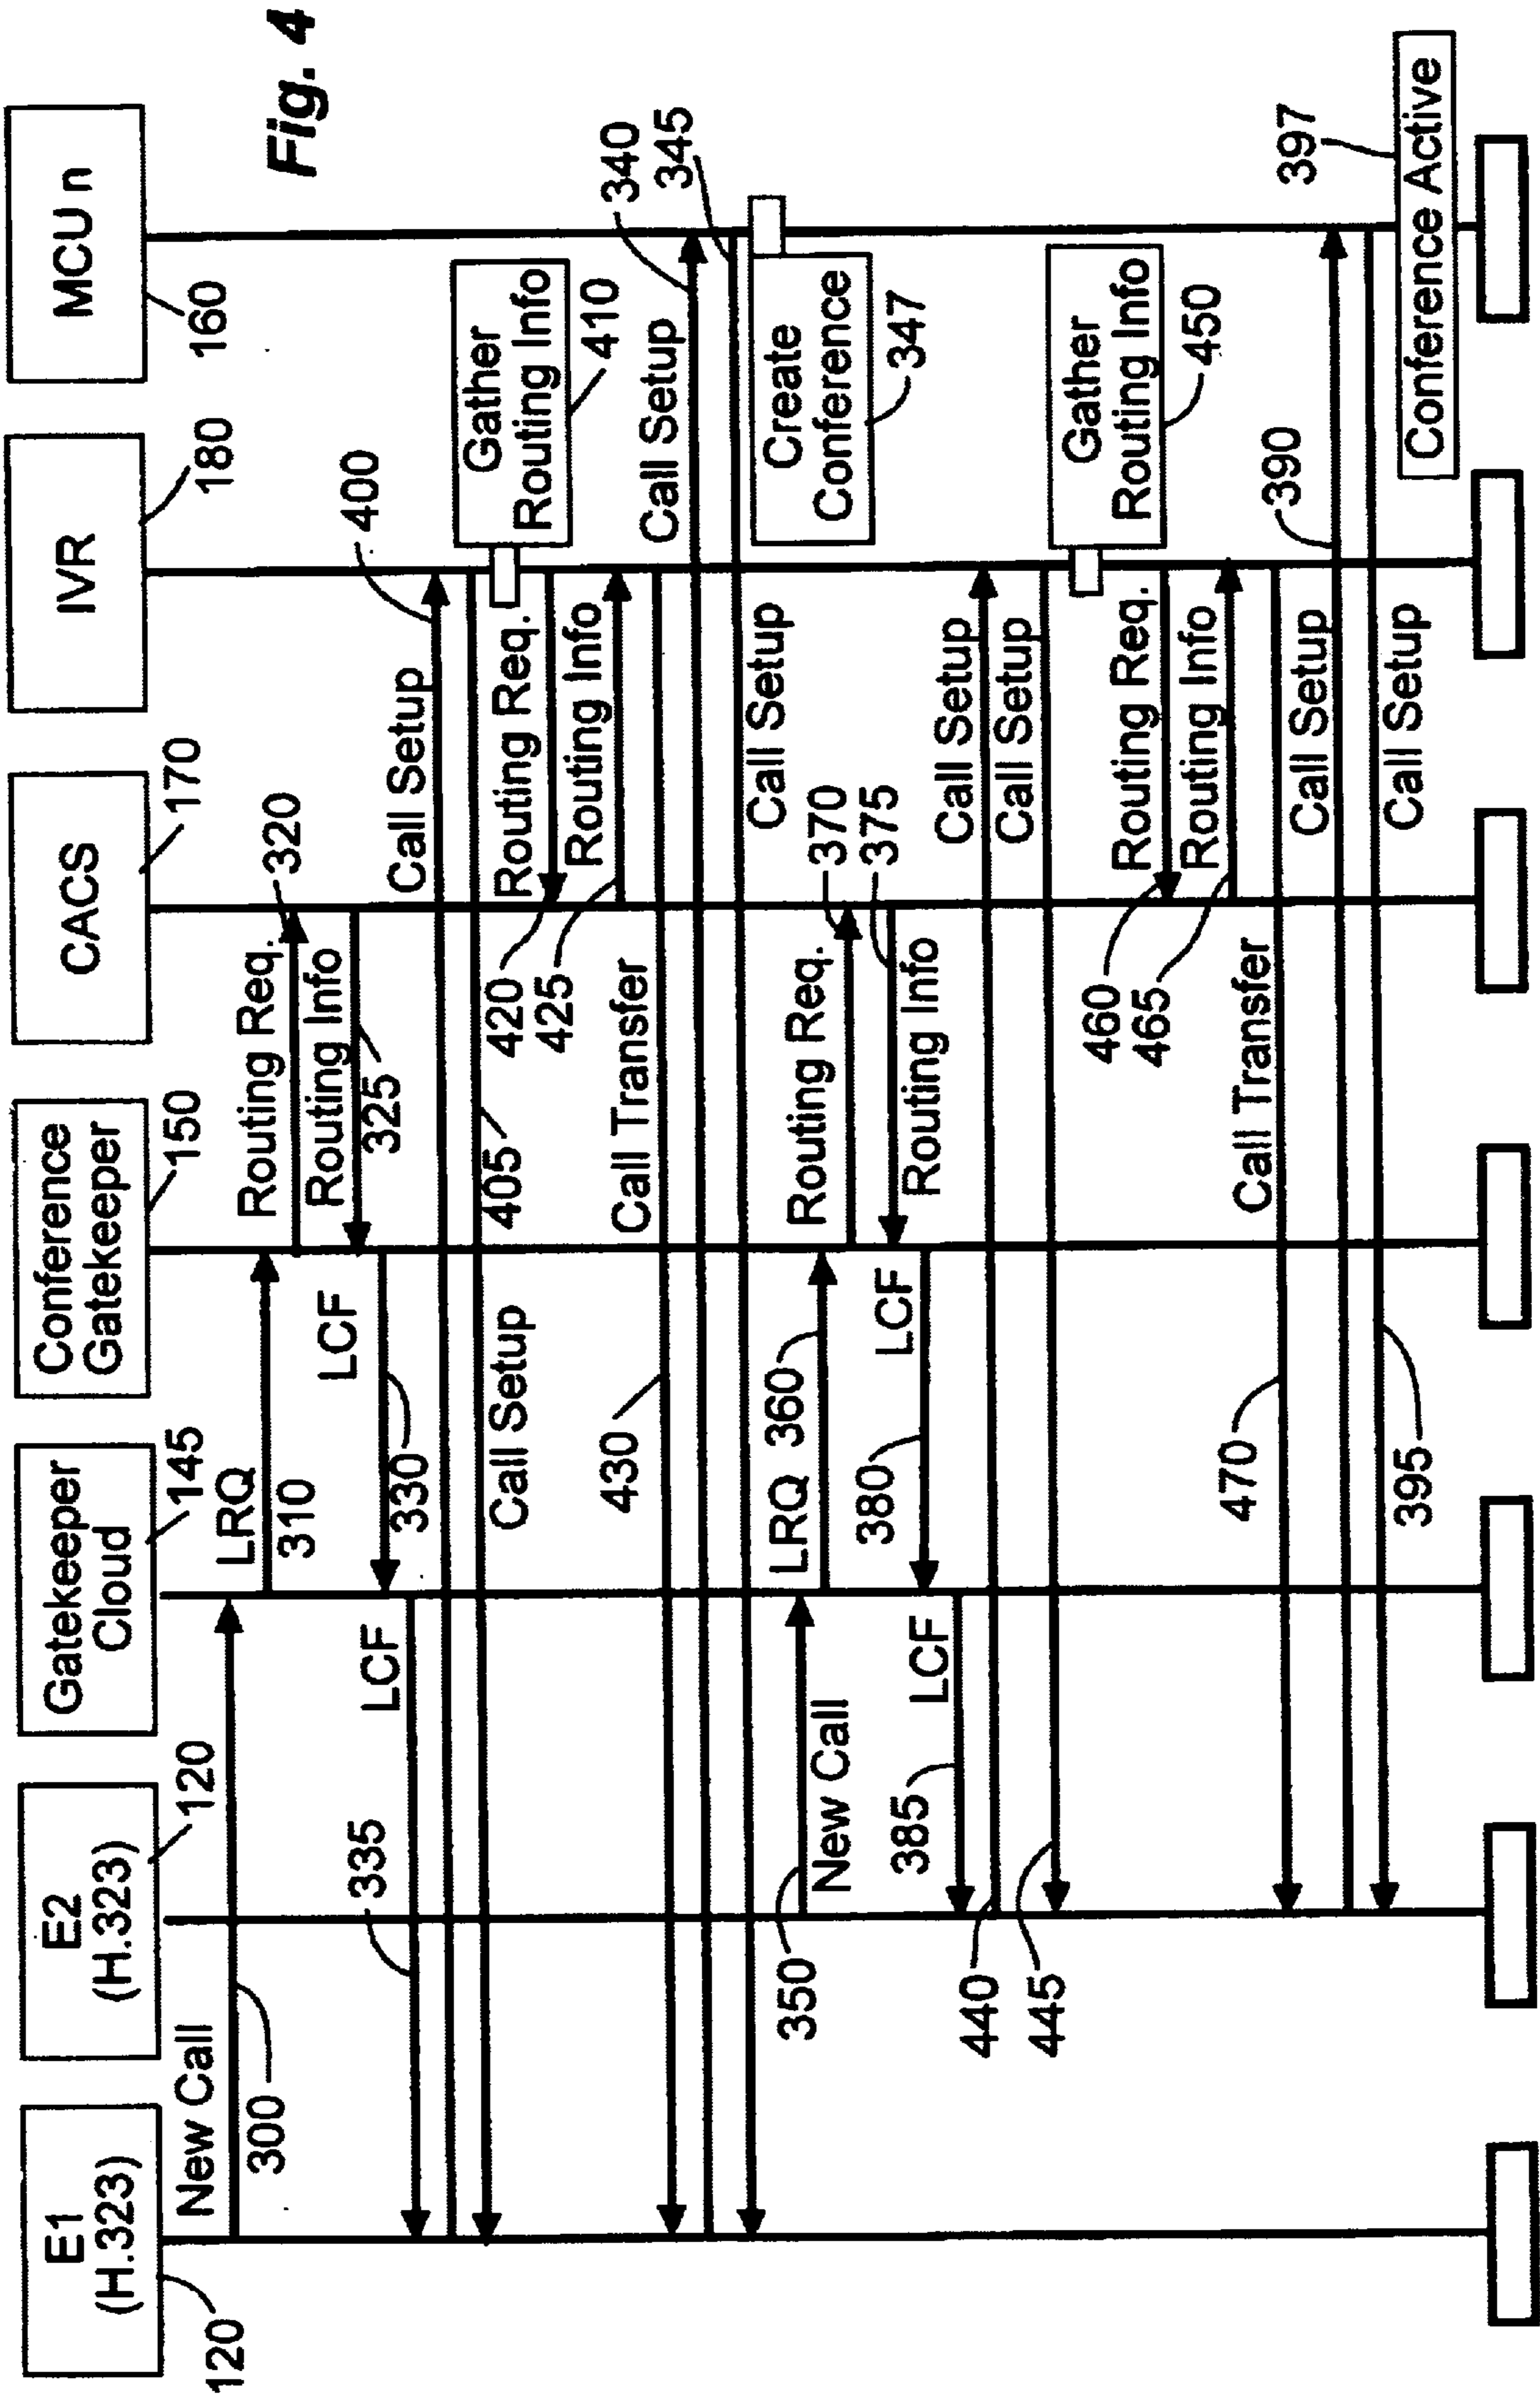 Fig. 4
E1
(H.323)
120
E2
(H.323)
120
Gatekeeper
Cloud
145
Conference
Gatekeeper
150
CACS
170
IVR
180
MCU n
160
New Call
300
LRQ
310
Routing Req.
320
Routing Info
325
LCF
330
LCF
335
Call Setup
400
405
Call Setup
Gather
Routing Info
410
Routing Req.
420
Routing Info
425
Call Transfer
430
Call Setup
340
345
Call Setup
Create
Conference
347
350
New Call
LRQ 360
Routing Req.
370
375
Routing Info
LCF
380
LCF
385
Call Setup
440
Call Setup
445
Gather
Routing Info
450
Routing Req.
460
Routing Info
465
Call Transfer
470
Call Setup
390
Call Setup
395
397
Conference Active